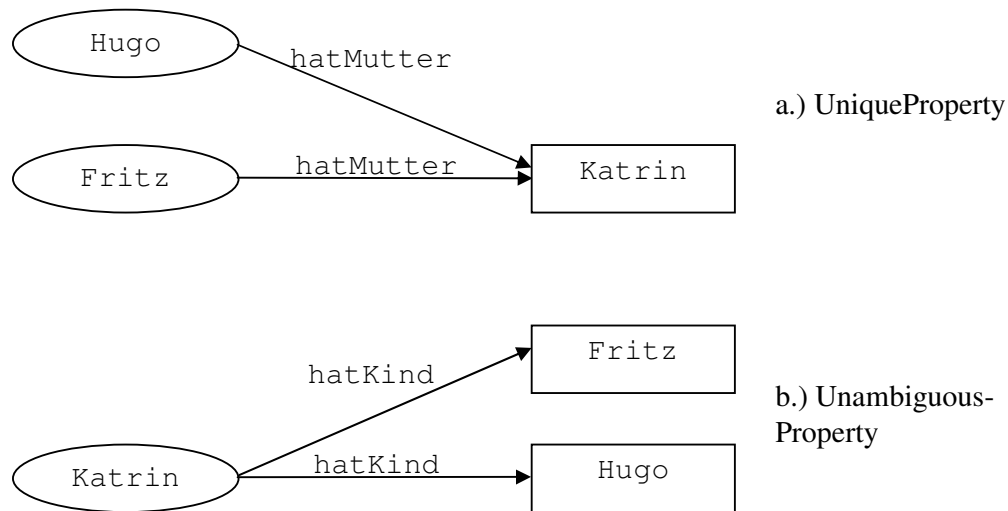 Hugo
hatMutter
a.) UniqueProperty
Fritz
hatMutter
Katrin
Fritz
hatKind
b.) Unambiguous-
Property
Katrin
hatKind
Hugo